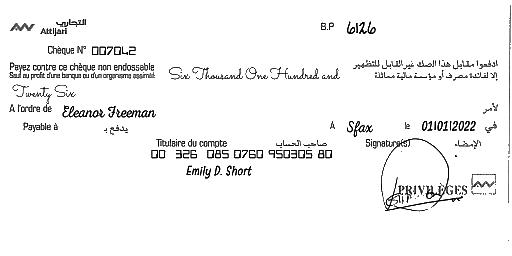 التجاري
Attijari
B.P 6126
Chèque N° 007042
Payez contre ce chèque non endossable
Sauf au profit d'une banque ou d'un organisme assimilé
Six Thousand One Hundred and
ادفعوا مقابل هذا الصك غير القابل للتظهير
إلا لفائدة مصرف أو مؤسسة مالية مماثلة
Twenty Six
A l'ordre de Eleanor Freeman
لأمر
Payable à يدفع بـ
A Sfax le 01/01/2022 في
Titulaire du compte صاحب الحساب
Signature(s) الإمضاء
00 326 085 0760 950305 80
Emily D. Short
PRIVILÈGES